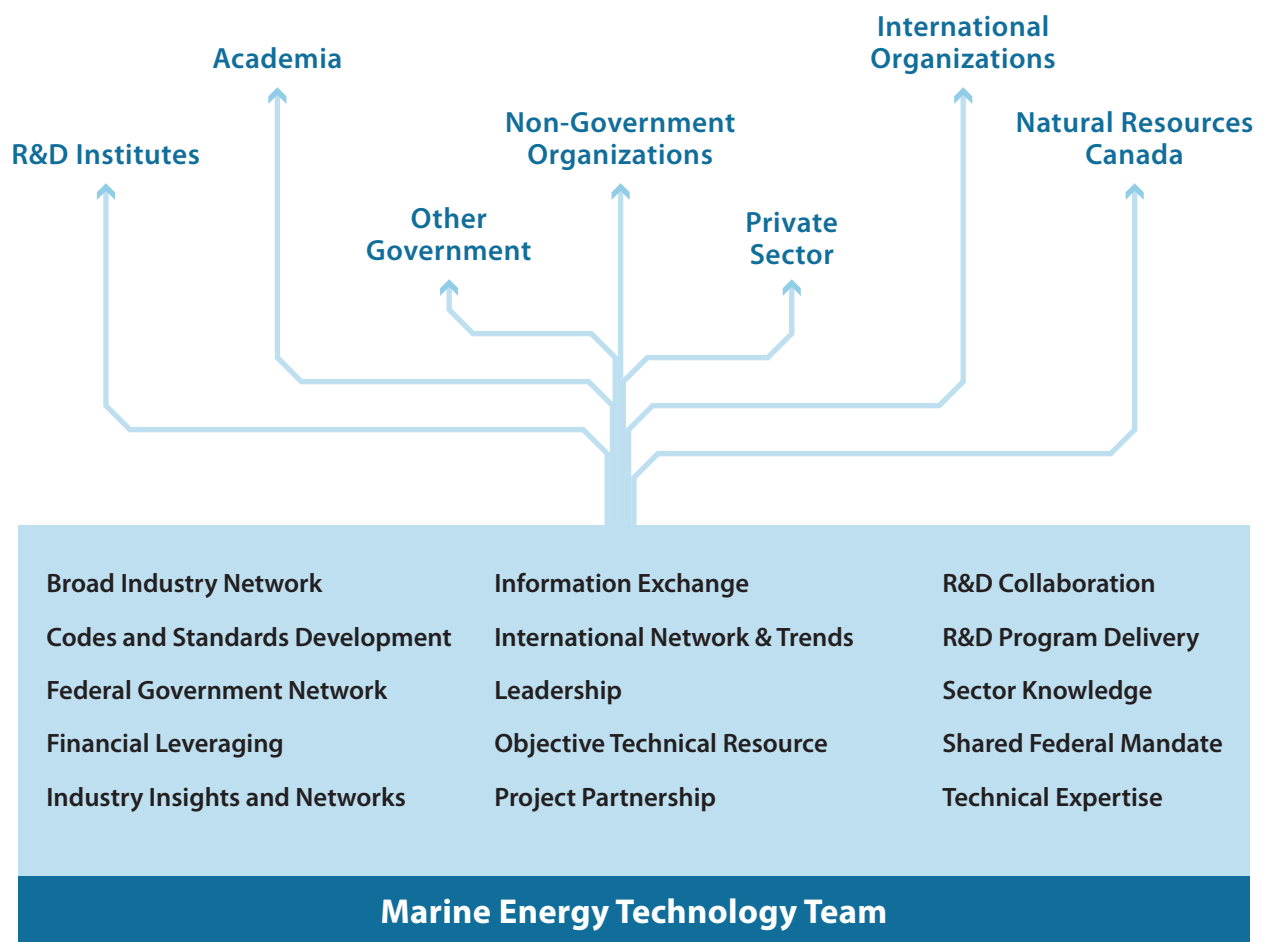 International
Organizations
Academia
Non-Government
Organizations
Natural Resources
Canada
R&D Institutes
Other
Government
Private
Sector
Broad Industry Network
Codes and Standards Development
Federal Government Network
Financial Leveraging
Industry Insights and Networks
Information Exchange
International Network & Trends
Leadership
Objective Technical Resource
Project Partnership
R&D Collaboration
R&D Program Delivery
Sector Knowledge
Shared Federal Mandate
Technical Expertise
Marine Energy Technology Team